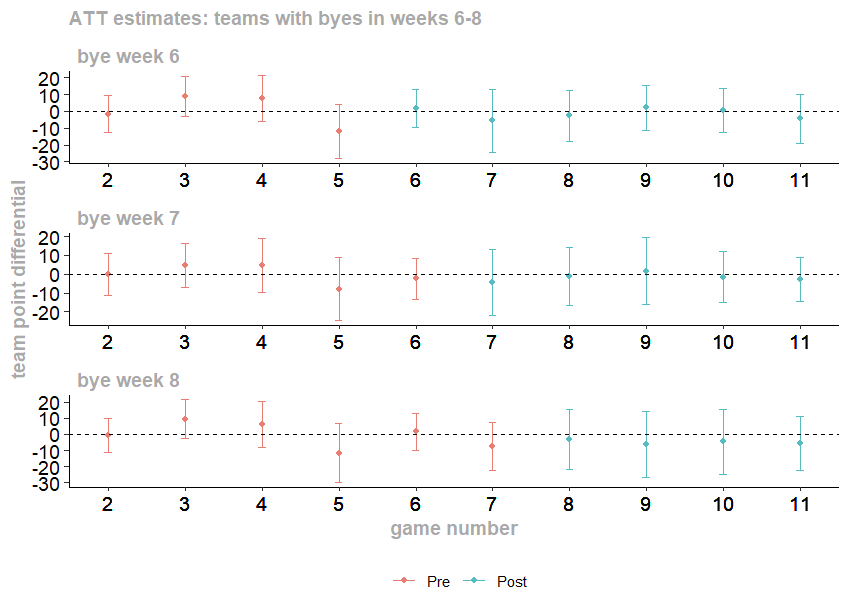 ATT estimates: teams with byes in weeks 6-8
team point differential
bye week 6
20
10
0
-10
-20
-30
2 3 4 5 6 7 8 9 10 11
bye week 7
20
10
0
-10
-20
2 3 4 5 6 7 8 9 10 11
bye week 8
20
10
0
-10
-20
-30
2 3 4 5 6 7 8 9 10 11
game number
Pre Post